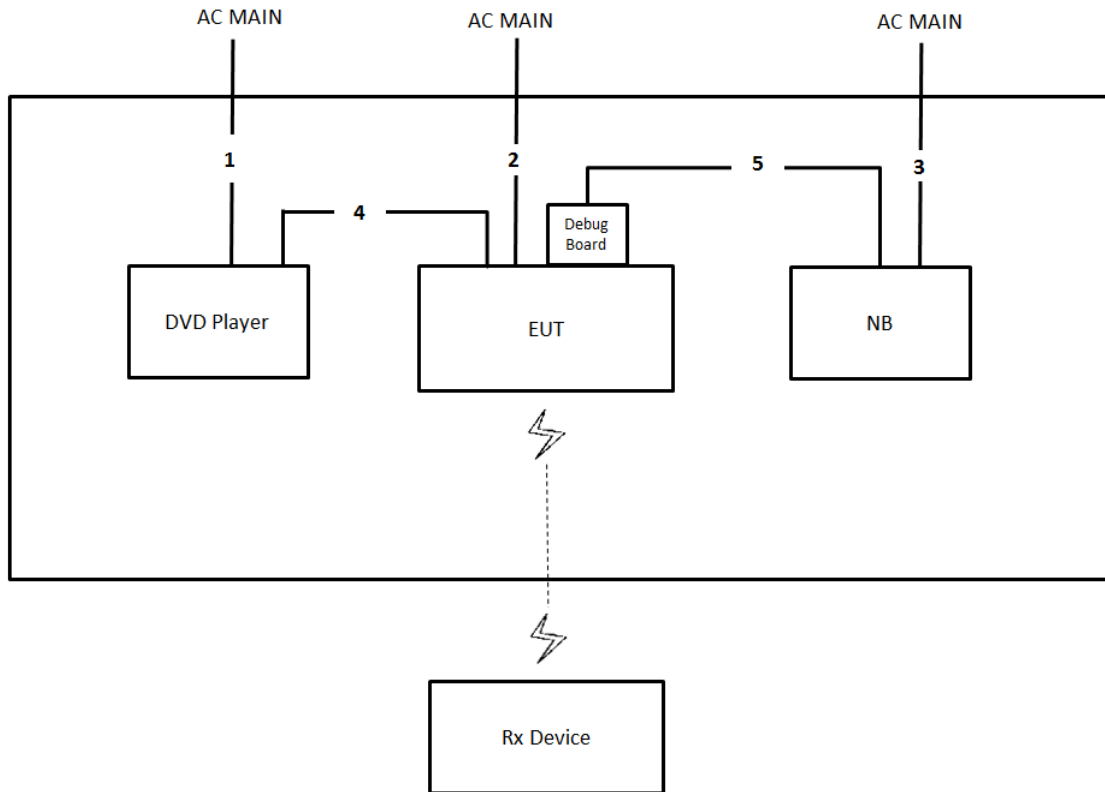 AC MAIN
AC MAIN
AC MAIN
1
2
5
3
4
Debug
Board
DVD Player
EUT
NB
Rx Device